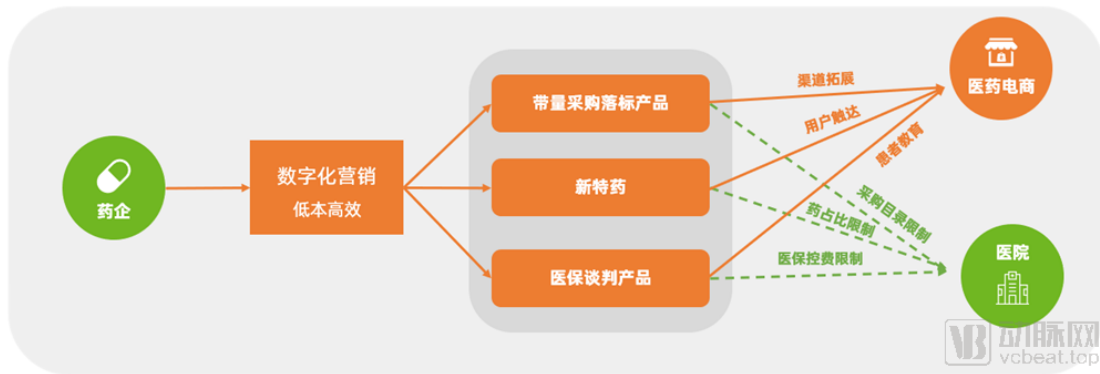 药企
数字化营销
低本高效
带量采购落标产品
新特药
医保谈判产品
渠道拓展
用户触达
患者教育
采购目录限制
药占比限制
医保控费限制
医药电商
医院
VB 动脉网
vcbeat.top